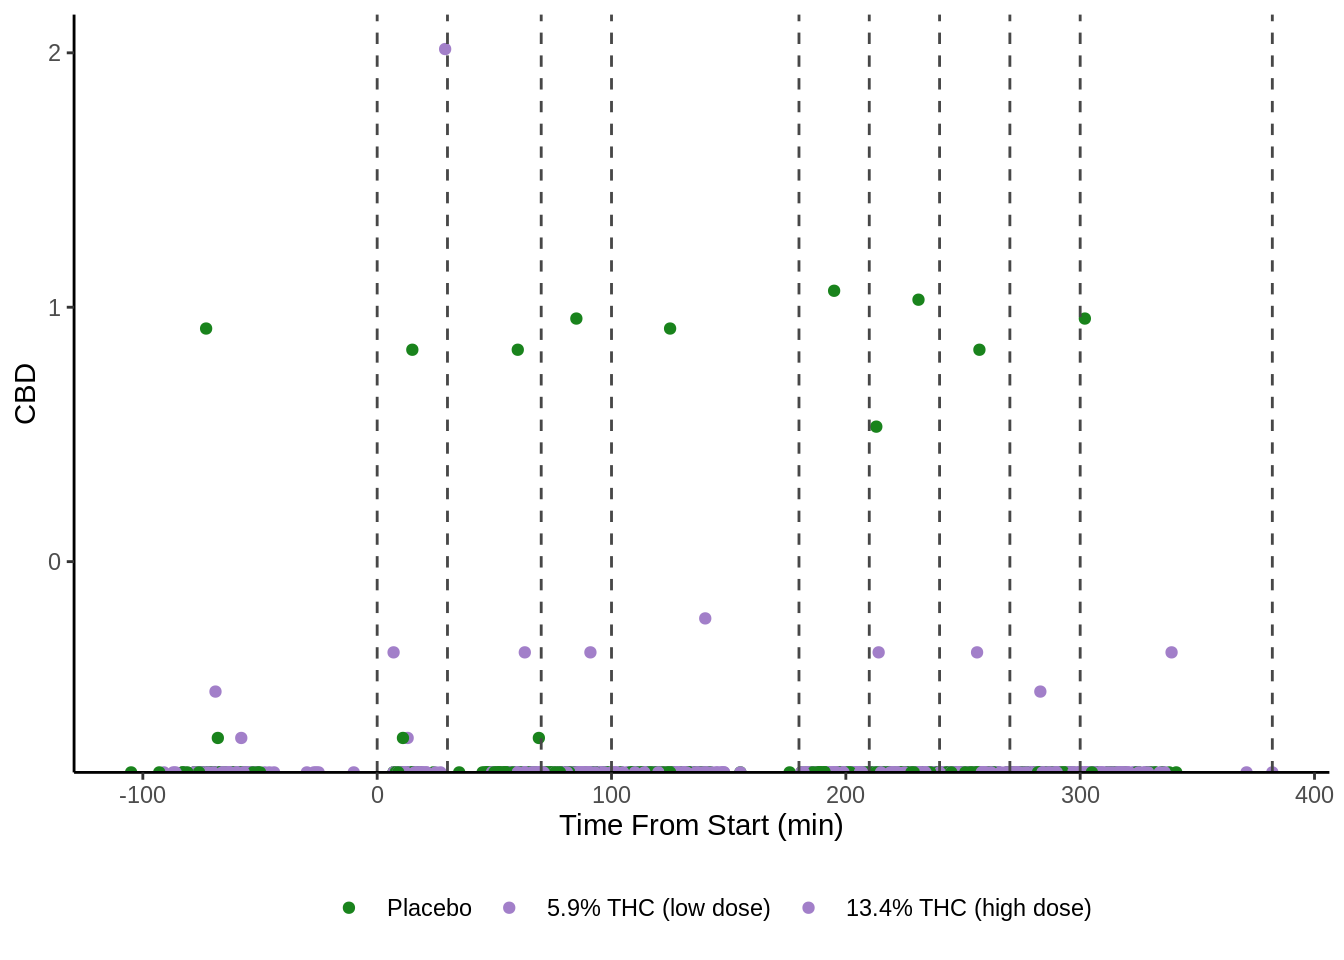 2
1
CBD
0
-100 0 100 200 300 400
Time From Start (min)
Placebo 5.9% THC (low dose) 13.4% THC (high dose)